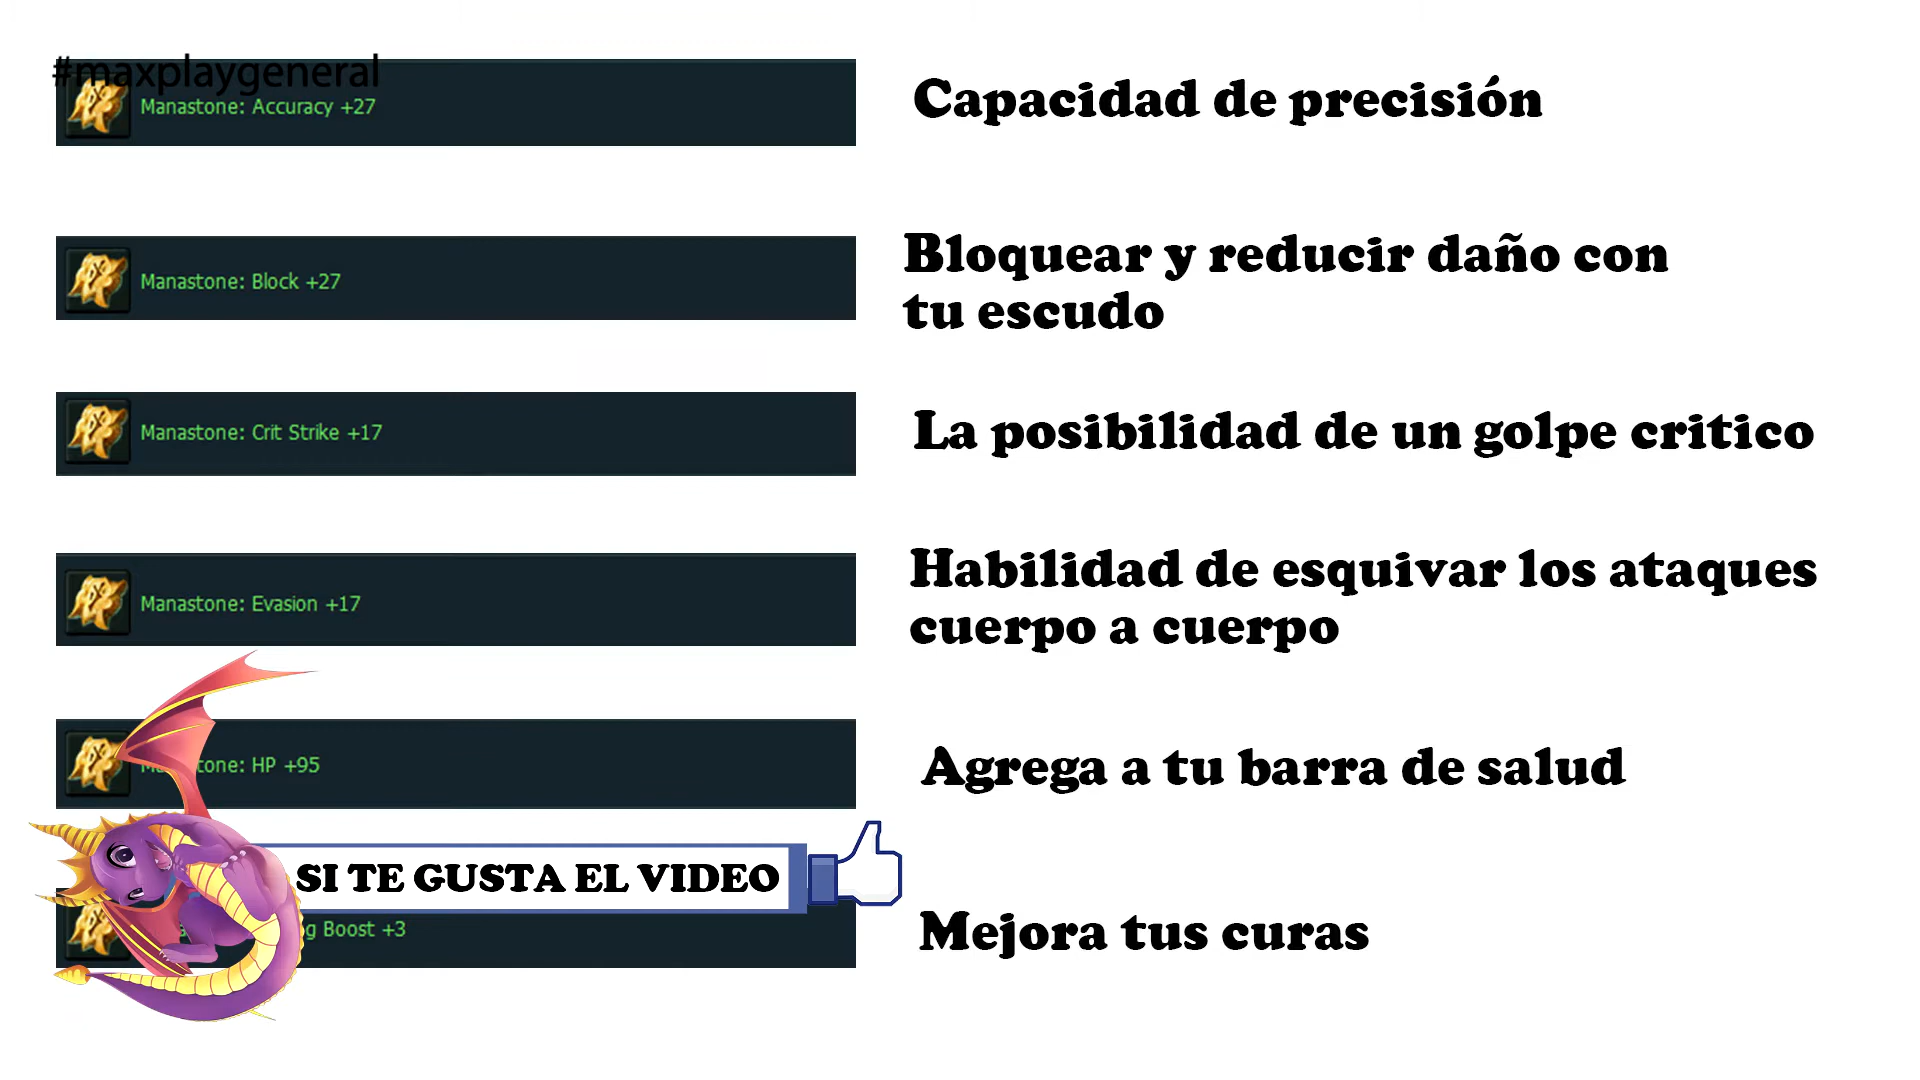 #maxplaygeneral
Manastone: Accuracy +27
Capacidad de precisión
Manastone: Block +27
Bloquear y reducir daño con
tu escudo
Manastone: Crit Strike +17
La posibilidad de un golpe critico
Manastone: Evasion +17
Habilidad de esquivar los ataques
cuerpo a cuerpo
HP +95
Agrega a tu barra de salud
SI TE GUSTA EL VIDEO
Boost +3
Mejora tus curas